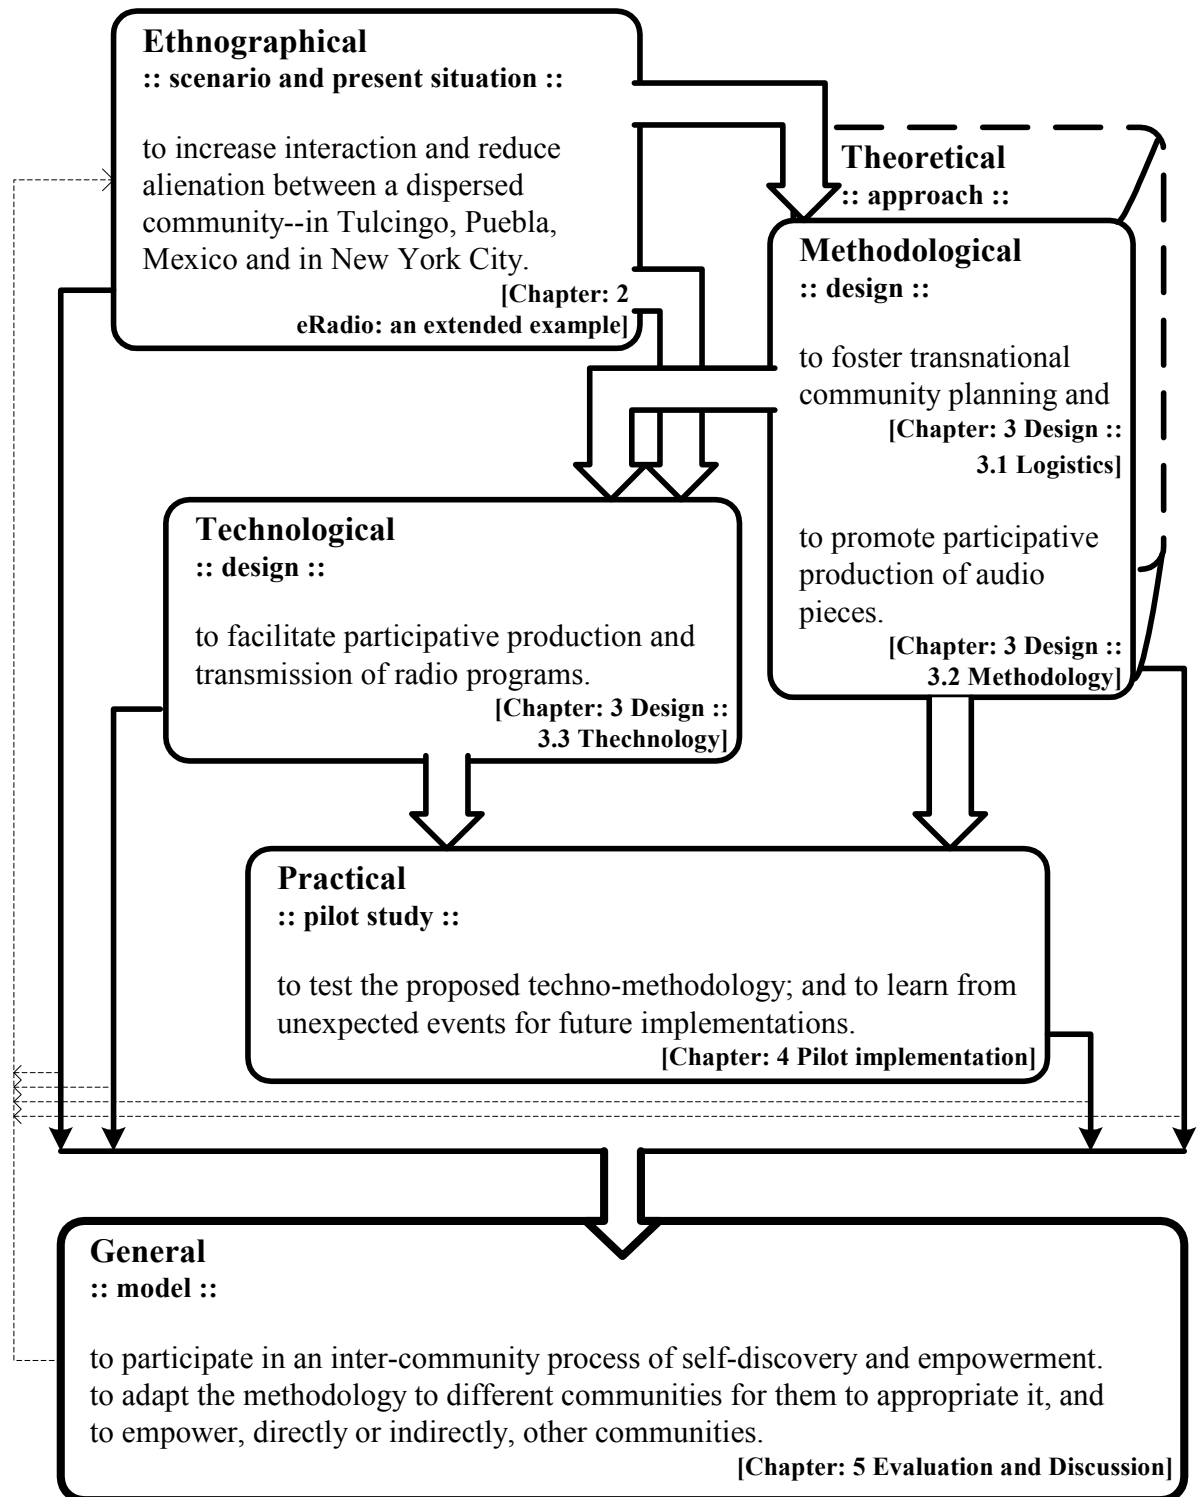 Ethnographical
:: scenario and present situation ::
to increase interaction and reduce
alienation between a dispersed
community--in Tulcingo, Puebla,
Mexico and in New York City.
[Chapter: 2
eRadio: an extended example]
Theoretical
:: approach ::
Methodological
:: design ::
to foster transnational
community planning and
[Chapter: 3 Design ::
3.1 Logistics]
to promote participative
production of audio
pieces.
[Chapter: 3 Design ::
3.2 Methodology]
Technological
:: design ::
to facilitate participative production and
transmission of radio programs.
[Chapter: 3 Design ::
3.3 Thechnology]
Practical
:: pilot study ::
to test the proposed techno-methodology; and to learn from
unexpected events for future implementations.
[Chapter: 4 Pilot implementation]
General
:: model ::
to participate in an inter-community process of self-discovery and empowerment.
to adapt the methodology to different communities for them to appropriate it, and
to empower, directly or indirectly, other communities.
[Chapter: 5 Evaluation and Discussion]